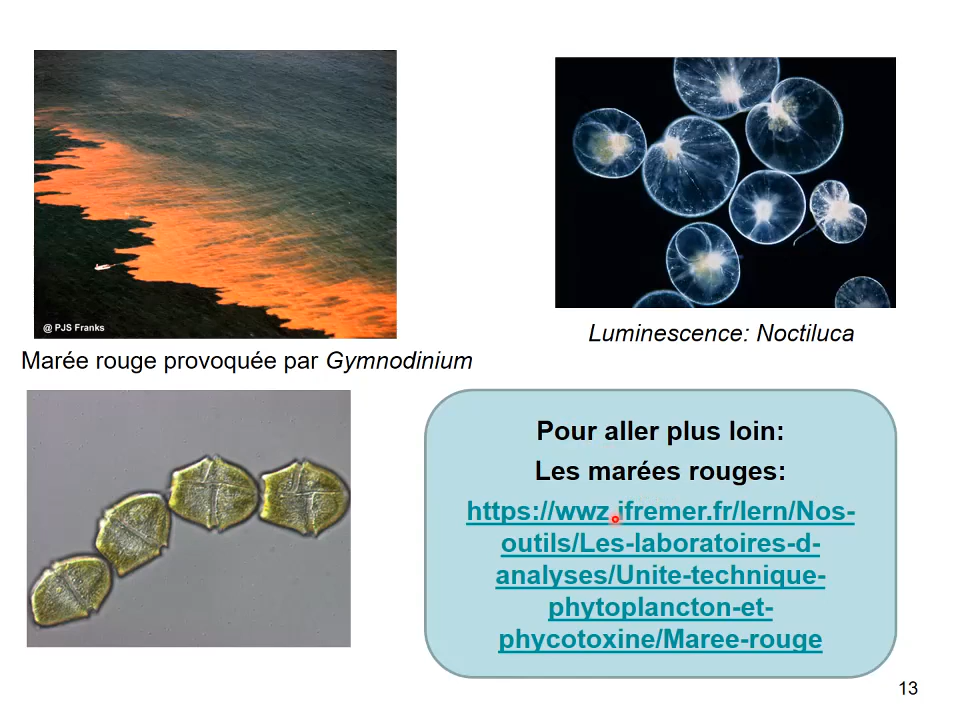 @ PJS Franks
Marée rouge provoquée par Gymnodinium
Luminescence: Noctiluca
Pour aller plus loin:
Les marées rouges:
https://wwz.ifremer.fr/lern/Nos-
outils/Les-laboratoires-d-
analyses/Unite-technique-
phytoplancton-et-
phycotoxine/Maree-rouge
13